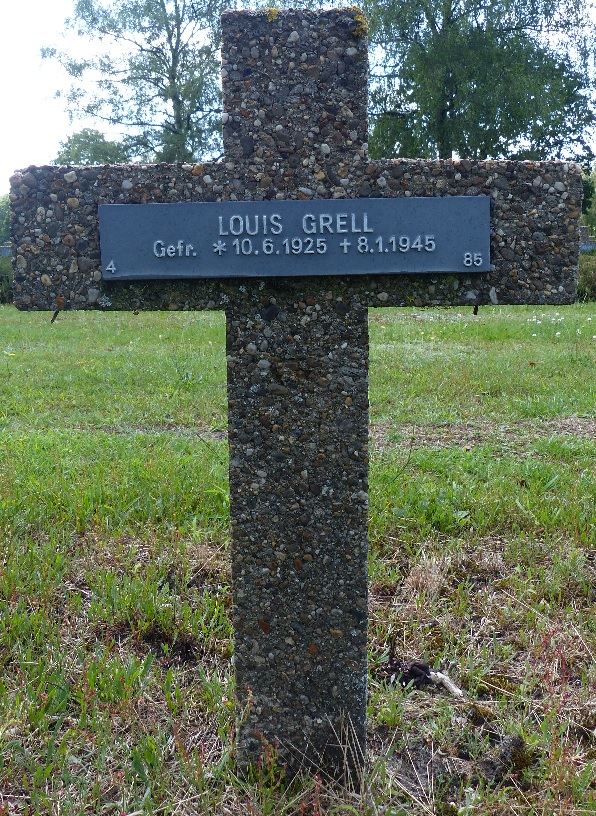 LOUIS GRELL
Gefr. *10.6.1925 ✝8.1.1945
4 85